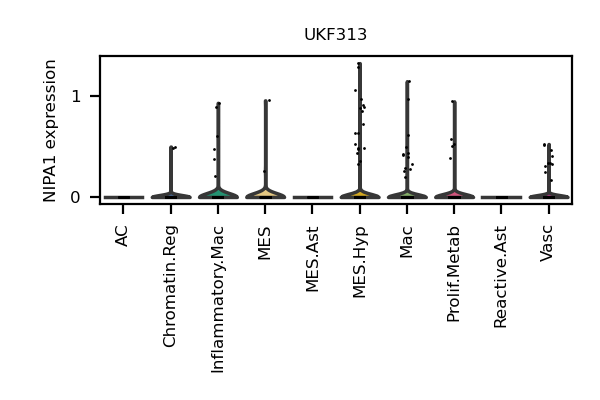 UKF313
NIPA1 expression
1
0
AC
Chromatin.Reg
Inflammatory.Mac
MES
MES.Ast
MES.Hyp
Mac
Prolif.Metab
Reactive.Ast
Vasc